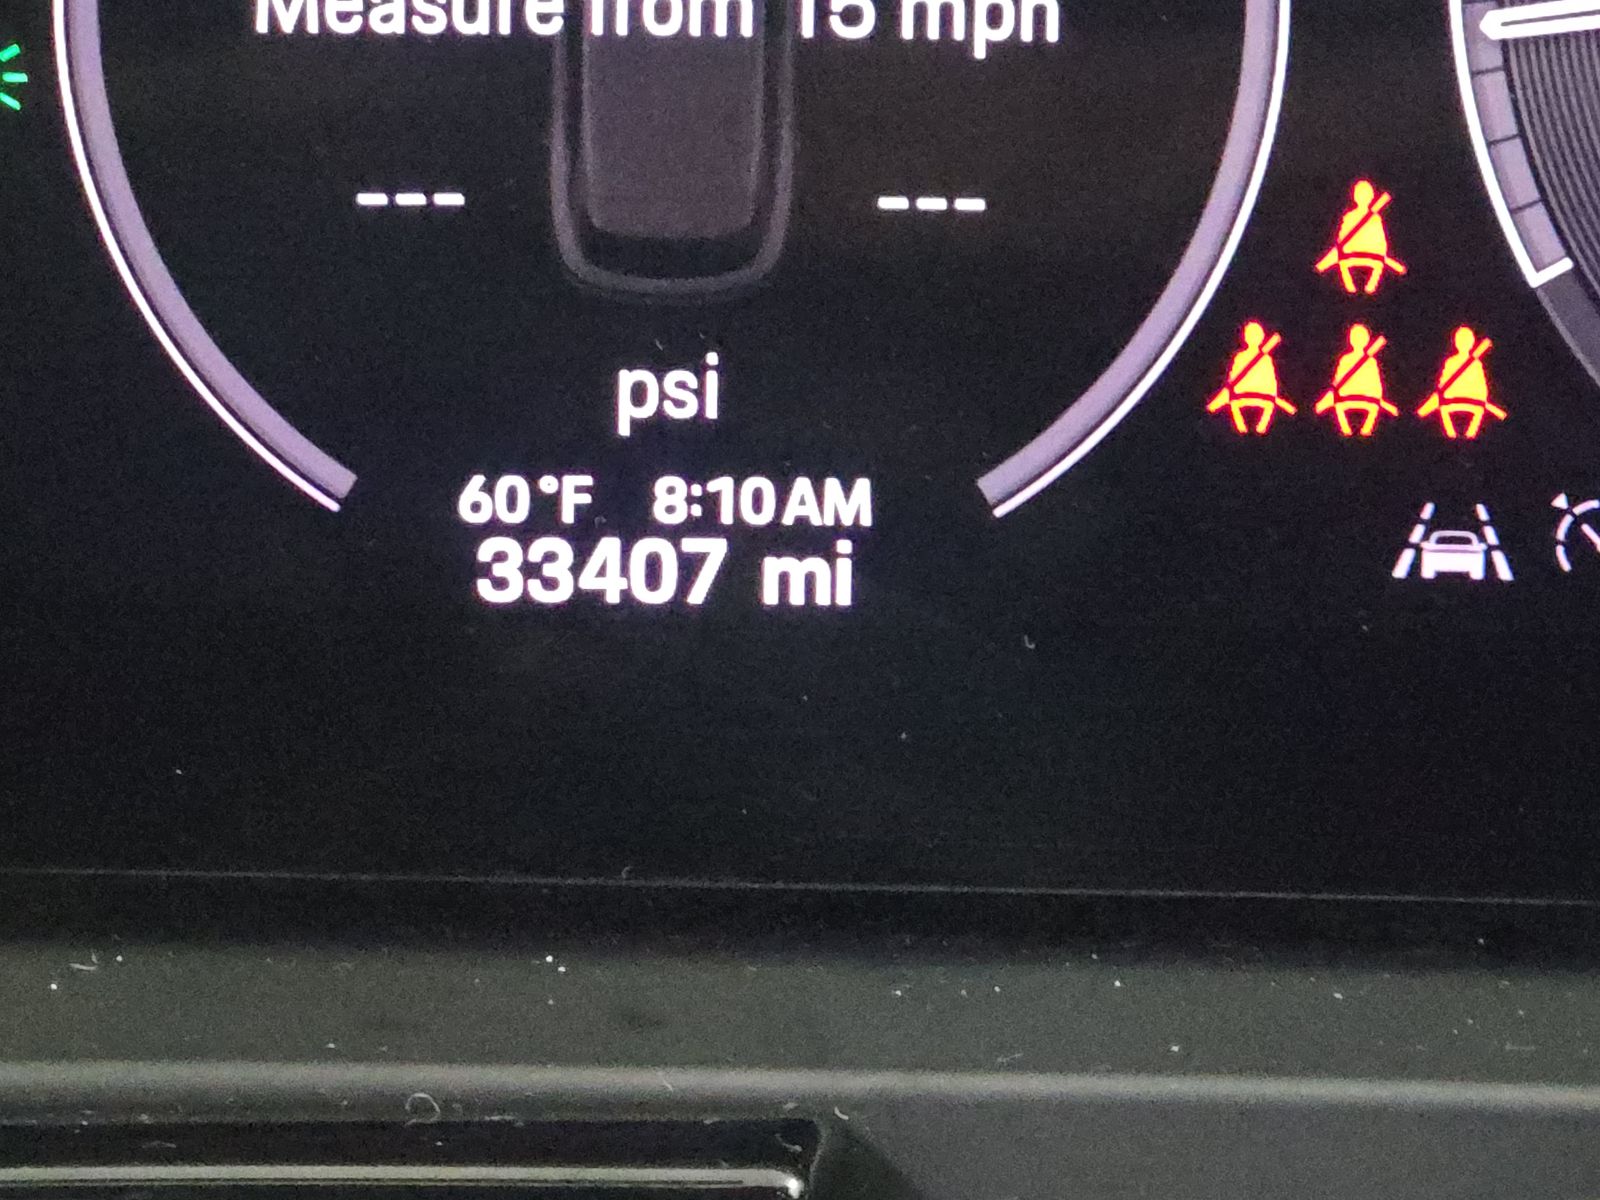 Measure from 15 mph
--- ---
psi
60°F 8:10AM
33407 mi